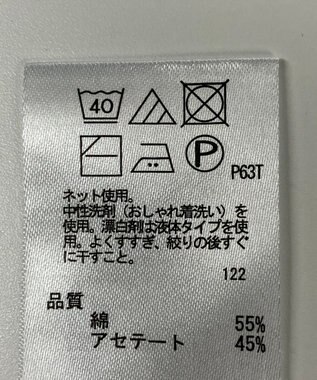 40
P
P63T
ネット使用。
中性洗剤（おしゃれ着洗い）を
使用。漂白剤は液体タイプを使
用。よくすすぎ、絞りの後すぐ
に干すこと。
122
品質
綿 55%
アセテート 45%